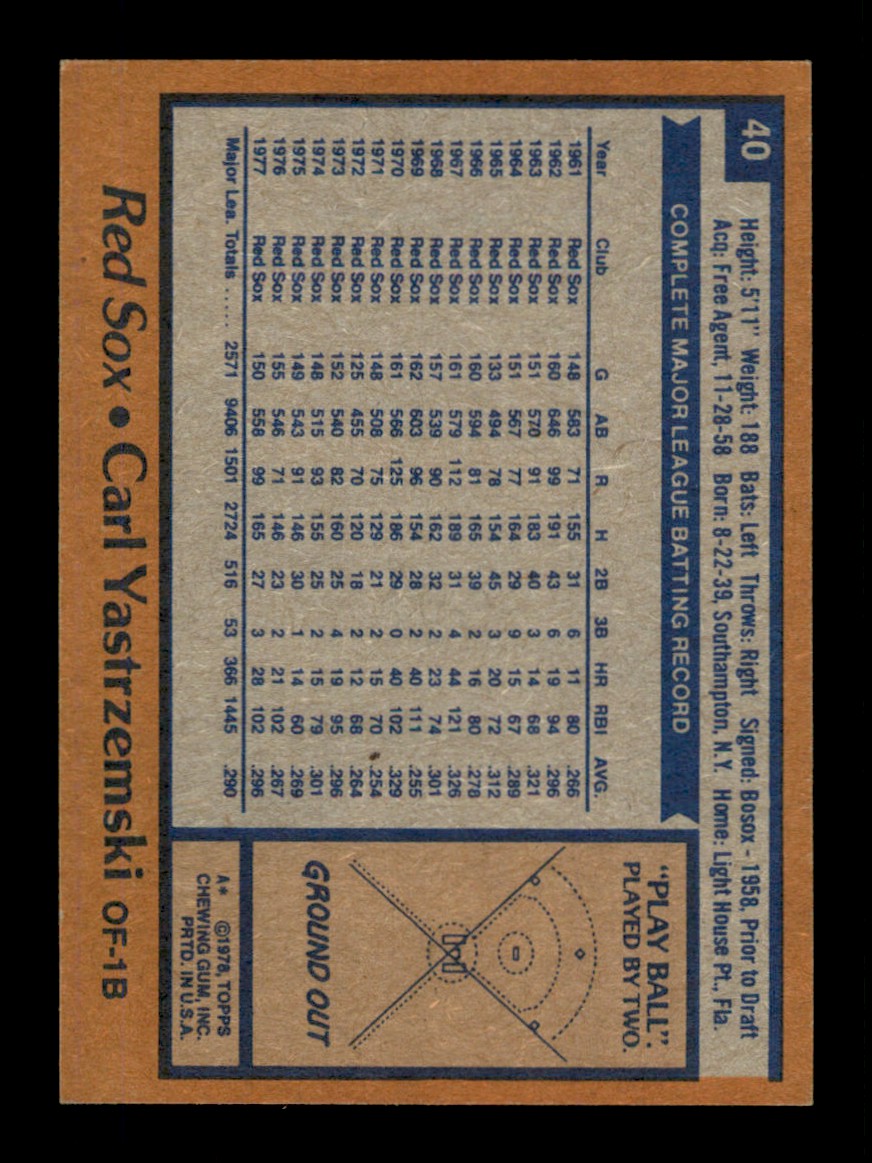 40
Height: 5'11" Weight: 188 Bats: Left Throws: Right Signed: Bosox - 1958, Prior to Draft
Acq: Free Agent, 11-28-58 Born: 8-22-39, Southampton, N.Y. Home: Light House Pt., Fla.
COMPLETE MAJOR LEAGUE BATTING RECORD
Year Club G AB R H 2B 3B HR RBI AVG.
1961 Red Sox 148 583 71 155 31 6 11 80 .266
1962 Red Sox 160 646 99 191 43 6 19 94 .296
1963 Red Sox 151 570 91 183 40 3 14 68 .321
1964 Red Sox 151 567 77 164 29 9 15 67 .289
1965 Red Sox 133 494 78 154 45 3 20 72 .312
1966 Red Sox 160 594 81 165 39 2 16 80 .278
1967 Red Sox 161 579 112 189 31 4 44 121 .326
1968 Red Sox 157 539 90 162 32 2 23 74 .301
1969 Red Sox 162 603 96 154 28 2 40 111 .255
1970 Red Sox 161 566 125 186 29 0 40 102 .329
1971 Red Sox 148 508 75 129 21 2 15 70 .254
1972 Red Sox 125 455 70 120 18 2 12 68 .264
1973 Red Sox 152 540 82 160 25 4 19 95 .296
1974 Red Sox 148 515 93 155 25 2 15 79 .301
1975 Red Sox 149 543 91 146 30 1 14 60 .269
1976 Red Sox 155 546 71 146 23 2 21 102 .267
1977 Red Sox 150 558 99 165 27 3 28 102 .296
Major Lea. Totals ..... 2571 9406 1501 2724 516 53 366 1445 .290
"PLAY BALL".
PLAYED BY TWO.
GROUND OUT
A* ©1978, TOPPS
CHEWING GUM, INC.
PRTD. IN U.S.A.
Red Sox • Carl Yastrzemski OF-1B